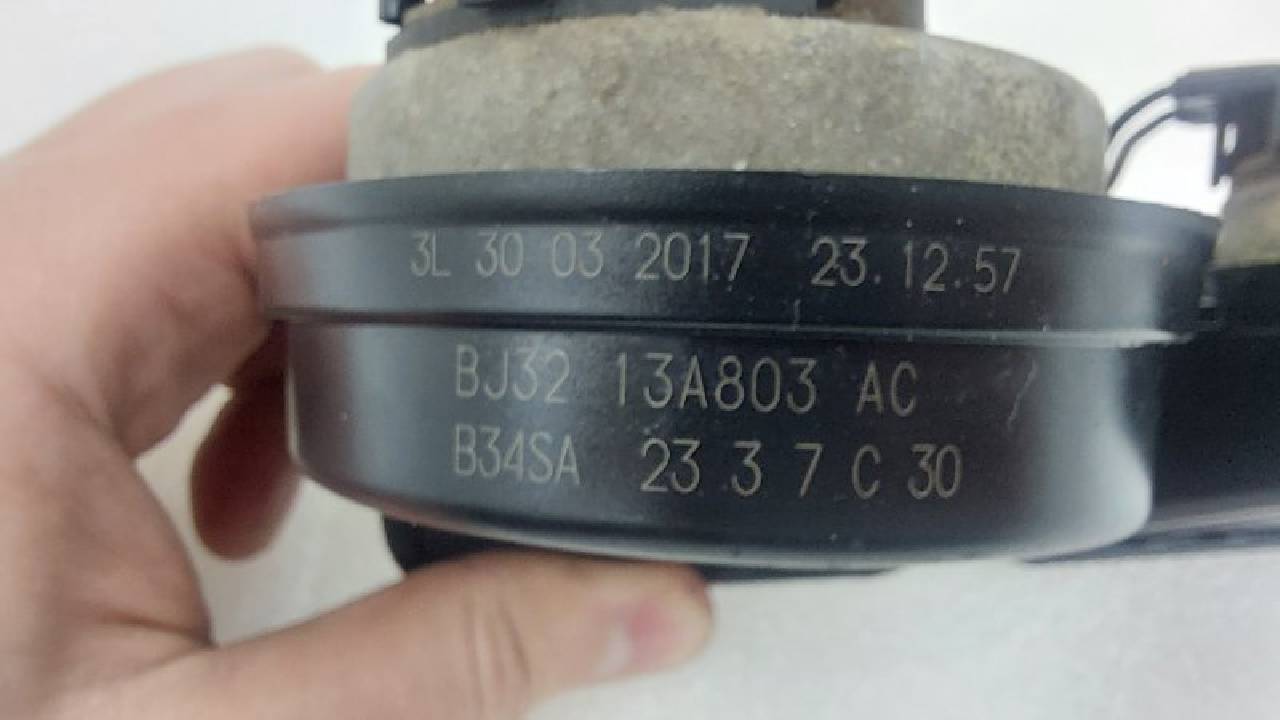 3L 30 03 2017 23.12.57
BJ32 13A803 AC
B34SA 23 3 7 C 30